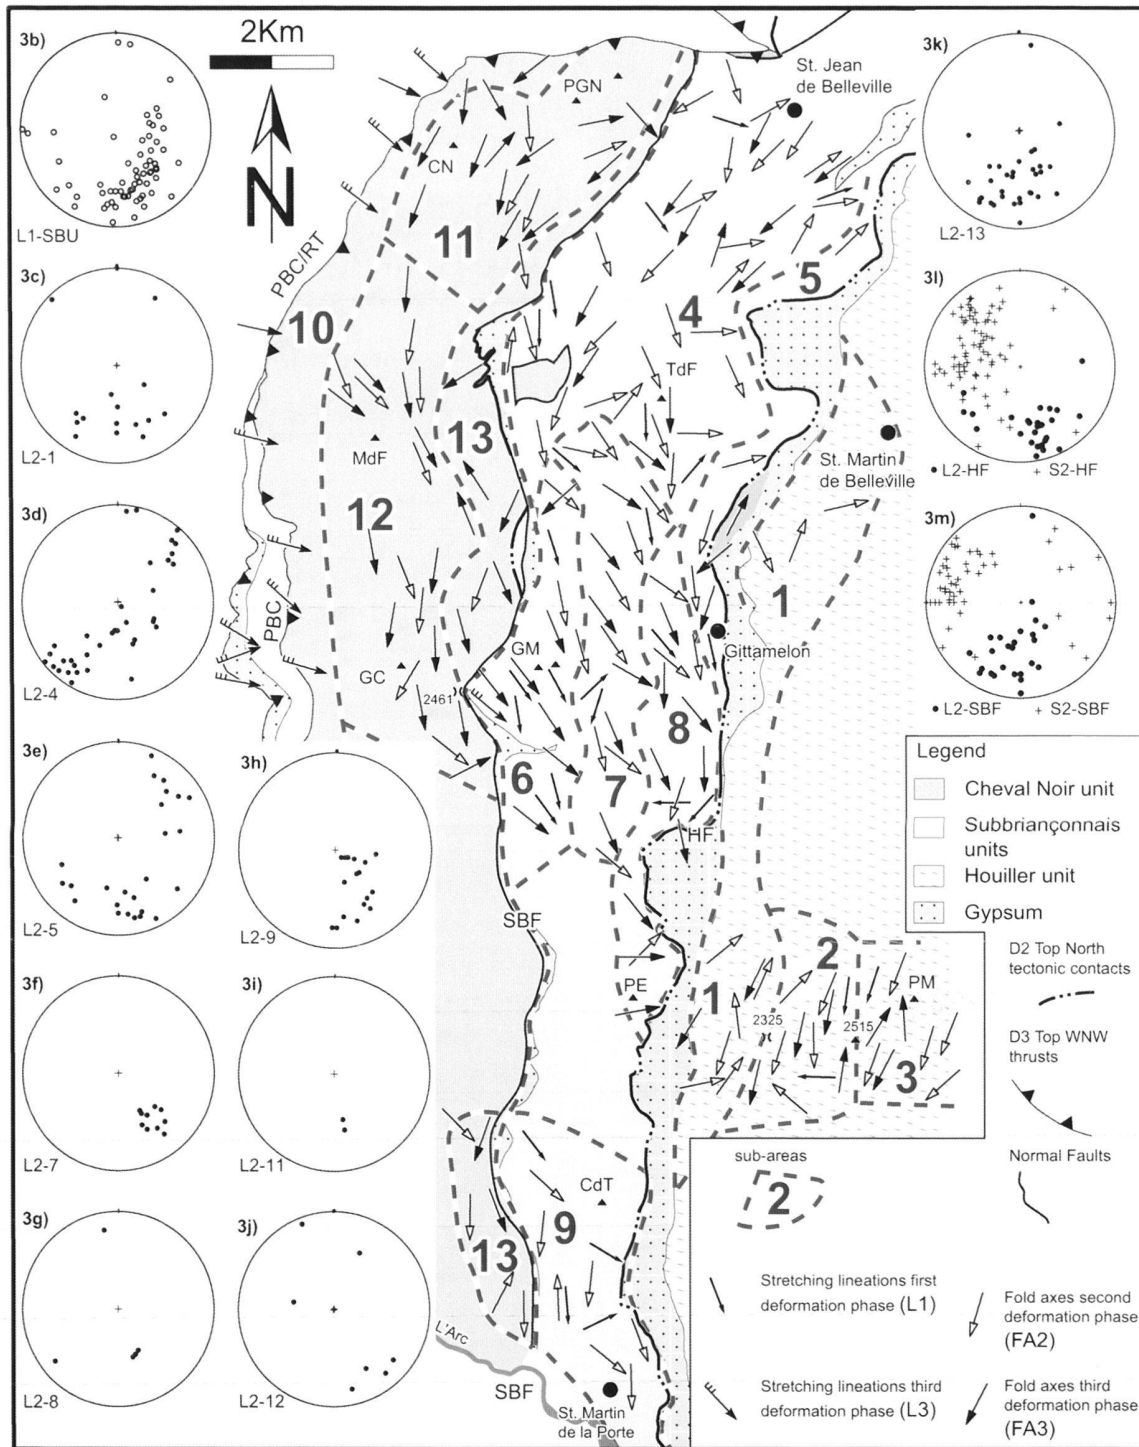 3b)
L1-SBU
3c)
L2-1
3d)
L2-4
3e)
L2-5
3f)
L2-7
3g)
L2-8
3h)
L2-9
3i)
L2-11
3j)
L2-12
2Km
N
PBC/RT
PGN
CN
11
10
St. Jean
de Belleville
5
4
TdF
13
MdF
12
St. Martin
de Belleville
1
PBC
GM
GC
2461
Gittamelon
8
6
7
HF
SBF
2
PE
1
PM
2325
2515
3
CdT
9
13
L'Arc
SBF
St. Martin
de la Porte
3k)
L2-13
3l)
L2-HF + S2-HF
3m)
L2-SBF + S2-SBF
Legend
Cheval Noir unit
Subbriançonnais
units
Houiller unit
Gypsum
D2 Top North
tectonic contacts
D3 Top WNW
thrusts
Normal Faults
sub-areas
2
Stretching lineations first
deformation phase (L1)
Fold axes second
deformation phase
(FA2)
Stretching lineations third
deformation phase (L3)
Fold axes third
deformation phase
(FA3)